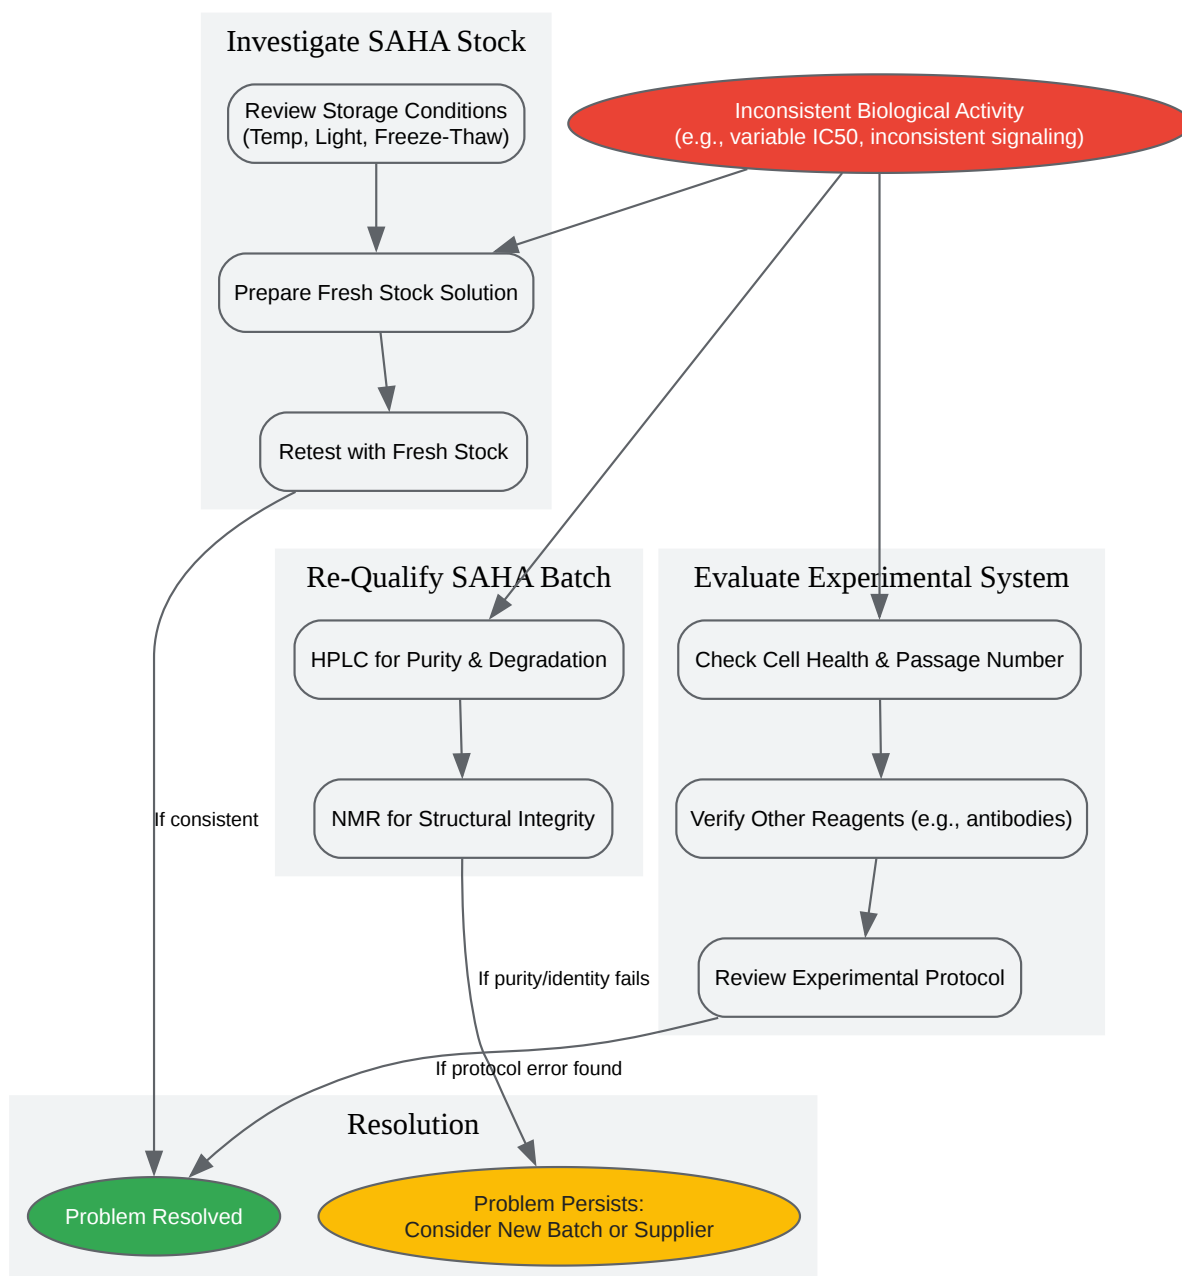 Investigate SAHA Stock
Review Storage Conditions
(Temp, Light, Freeze-Thaw)
Inconsistent Biological Activity
(e.g., variable IC50, inconsistent signaling)
Prepare Fresh Stock Solution
Retest with Fresh Stock
Re-Qualify SAHA Batch
Evaluate Experimental System
HPLC for Purity & Degradation
Check Cell Health & Passage Number
If consistent
NMR for Structural Integrity
Verify Other Reagents (e.g., antibodies)
If purity/identity fails
Review Experimental Protocol
If protocol error found
Resolution
Problem Resolved
Problem Persists:
Consider New Batch or Supplier